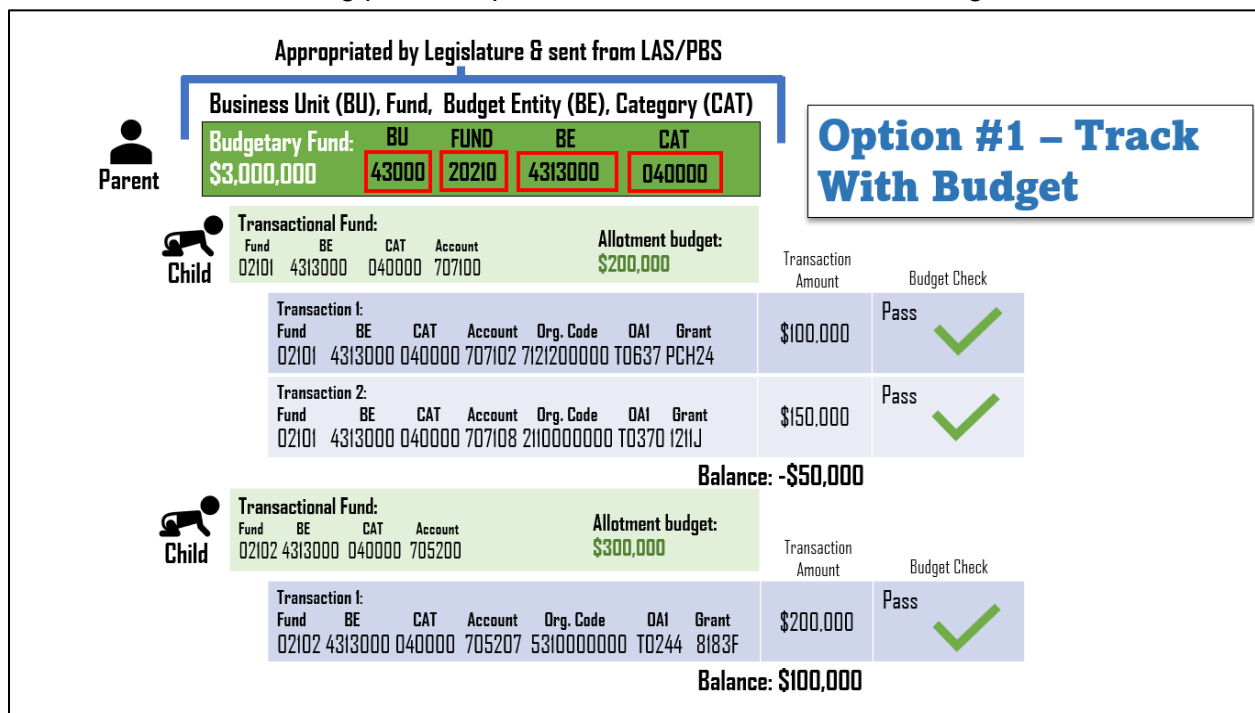 Appropriated by Legislature & sent from LAS/PBS
Business Unit (BU), Fund, Budget Entity (BE), Category (CAT)
Budgetary Fund: BU FUND BE CAT
$3,000,000 43000 20210 4313000 040000
Parent
Option #1 – Track
With Budget
Transactional Fund:
Fund BE CAT Account
02101 4313000 040000 707100
Allotment budget:
$200,000
Child
Transaction
Amount
Budget Check
Transaction 1:
Fund BE CAT Account Org. Code OA1 Grant
02101 4313000 040000 707102 7121200000 T0637 PCH24
$100,000
Pass
Transaction 2:
Fund BE CAT Account Org. Code OA1 Grant
02101 4313000 040000 707108 2110000000 T0370 1211J
$150,000
Pass
Balance: -$50,000
Transactional Fund:
Fund BE CAT Account
02102 4313000 040000 705200
Allotment budget:
$300,000
Child
Transaction
Amount
Budget Check
Transaction 1:
Fund BE CAT Account Org. Code OA1 Grant
02102 4313000 040000 705207 5310000000 T0244 8183F
$200,000
Pass
Balance: $100,000